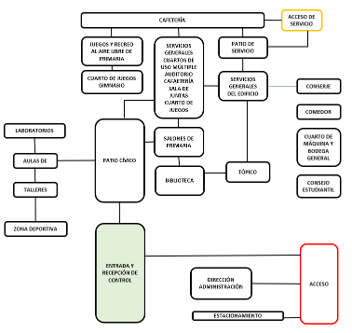 CAFETERÍA
ACCESO DE
SERVICIO
JUEGOS Y RECREO
AL AIRE LIBRE DE
PRIMARIA
SERVICIOS
GENERALES
CUARTOS DE
USO MÚLTIPLE
AUDITORIO
CAFAETERÍA
SALA DE
JUNTAS
CUARTO DE
JUEGOS
PATIO DE
SERVICIO
CUARTO DE JUEGOS
GIMNASIO
SERVICIOS
GENERALES
DEL EDIFICIO
CONSERJE
COMEDOR
LABORATORIOS
AULAS DE
TALLERES
ZONA DEPORTIVA
PATIO CÍVICO
SALONES DE
PRIMARIA
BIBLIOTECA
TÓPICO
CUARTO DE
MÁQUINA Y
BODEGA
GENERAL
CONSEJO
ESTUDIANTIL
ENTRADA Y
RECEPCIÓN DE
CONTROL
DIRECCIÓN
ADMINISTRACIÓN
ACCESO
ESTACIONAMIENTO